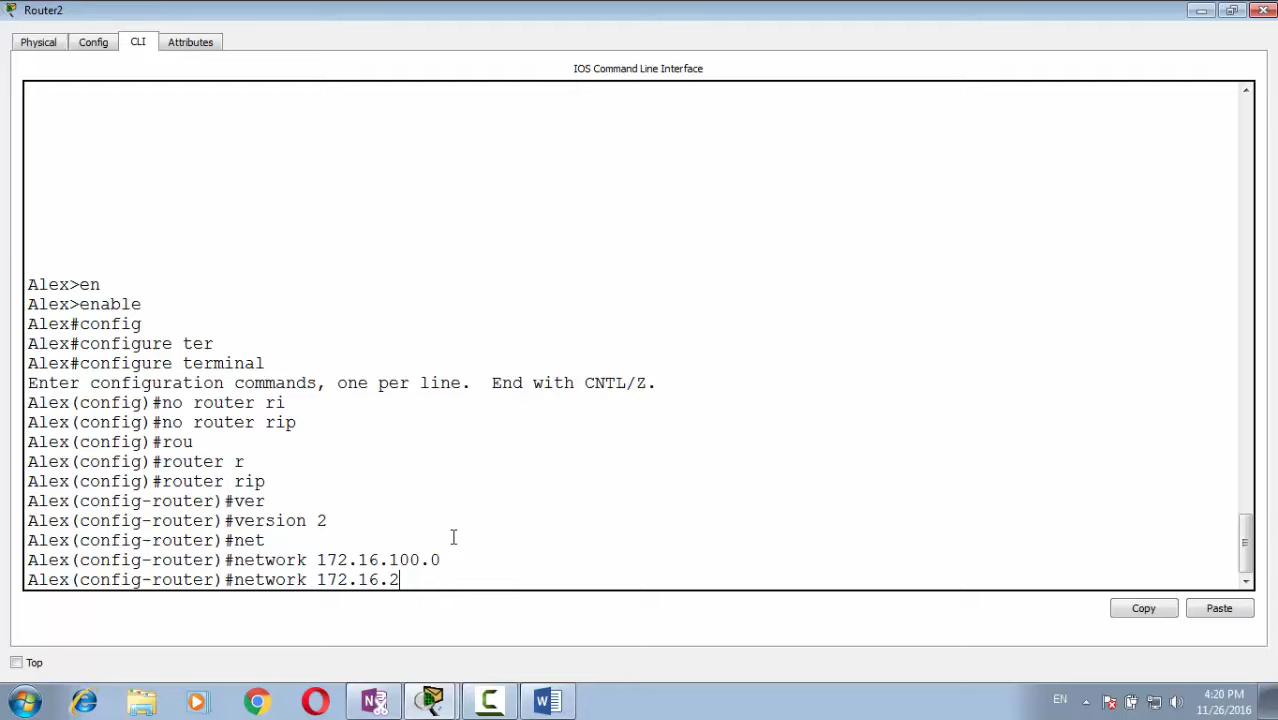 Router2
Physical Config CLI Attributes
IOS Command Line Interface
Alex>en
Alex>enable
Alex#config
Alex#configure ter
Alex#configure terminal
Enter configuration commands, one per line.  End with CNTL/Z.
Alex(config)#no router ri
Alex(config)#no router rip
Alex(config)#rou
Alex(config)#router r
Alex(config)#router rip
Alex(config-router)#ver
Alex(config-router)#version 2
Alex(config-router)#net
Alex(config-router)#network 172.16.100.0
Alex(config-router)#network 172.16.2
Copy Paste
Top
EN
4:20 PM
11/26/2016